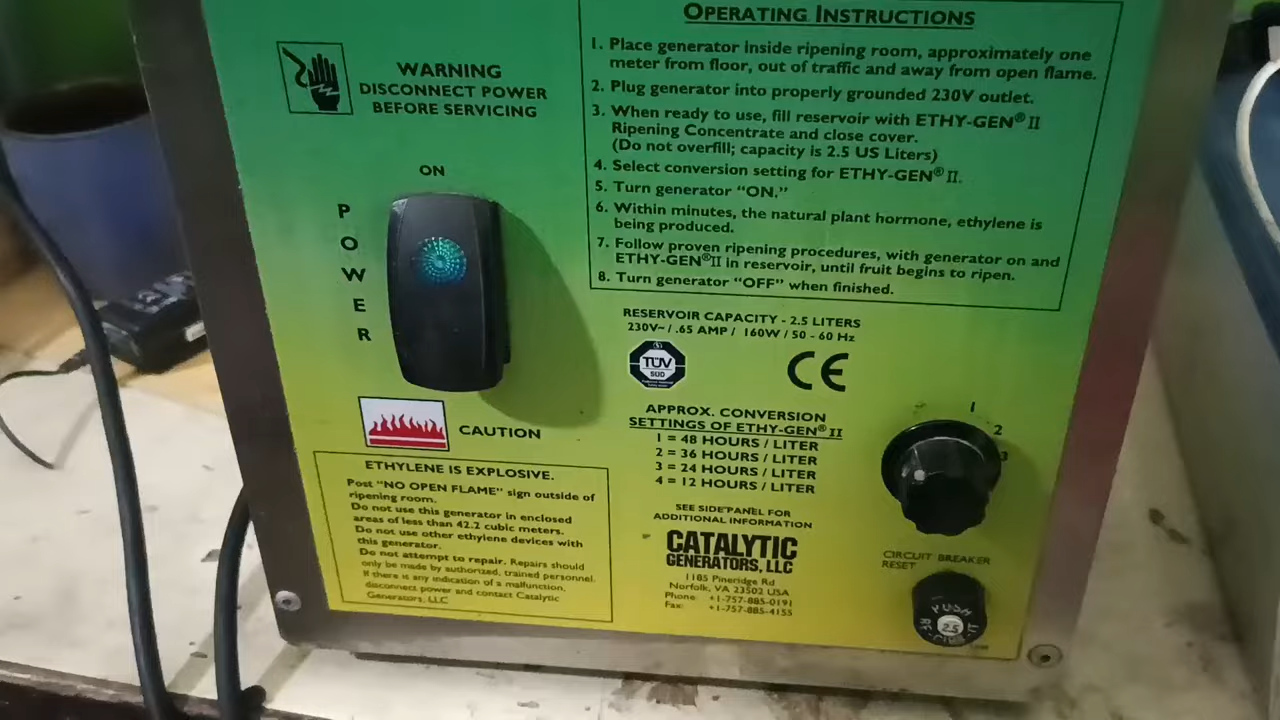 OPERATING INSTRUCTIONS
1. Place generator inside ripening room, approximately one
meter from floor, out of traffic and away from open flame.
2. Plug generator into properly grounded 230V outlet.
3. When ready to use, fill reservoir with ETHY-GEN® II
Ripening Concentrate and close cover.
(Do not overfill; capacity is 2.5 US Liters)
4. Select conversion setting for ETHY-GEN® II.
5. Turn generator “ON.”
6. Within minutes, the natural plant hormone, ethylene is
being produced.
7. Follow proven ripening procedures, with generator on and
ETHY-GEN®II in reservoir, until fruit begins to ripen.
8. Turn generator “OFF” when finished.
WARNING
DISCONNECT POWER
BEFORE SERVICING
ON
POWER
RESERVOIR CAPACITY - 2.5 LITERS
230V~ / .65 AMP / 160W / 50 - 60 Hz
TÜV
SÜD
CE
CAUTION
ETHYLENE IS EXPLOSIVE.
Post "NO OPEN FLAME" sign outside of
ripening room.
Do not use this generator in enclosed
areas of less than 42.2 cubic meters.
Do not use other ethylene devices with
this generator.
Do not attempt to repair. Repairs should
only be made by authorized, trained personnel.
If there is any indication of a malfunction,
disconnect power and contact Catalytic
Generators, LLC
APPROX. CONVERSION
SETTINGS OF ETHY-GEN® II
1 = 48 HOURS / LITER
2 = 36 HOURS / LITER
3 = 24 HOURS / LITER
4 = 12 HOURS / LITER
SEE SIDE PANEL FOR
ADDITIONAL INFORMATION
CATALYTIC
GENERATORS, LLC
1185 Pineridge Rd
Norfolk, VA 23502 USA
Phone: +1-757-885-0191
Fax: +1-757-885-4155
1
2
3
CIRCUIT BREAKER
RESET
PUSH
2.5